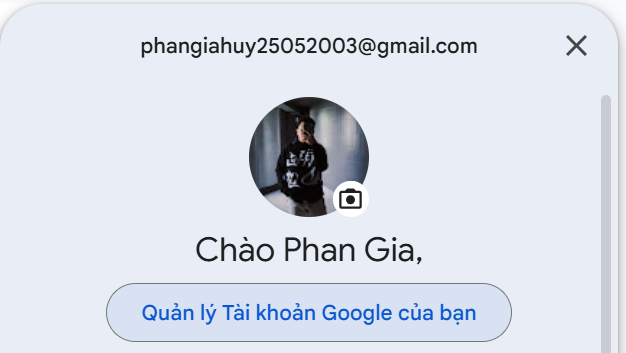 phangiahuy25052003@gmail.com
Chào Phan Gia,
Quản lý Tài khoản Google của bạn